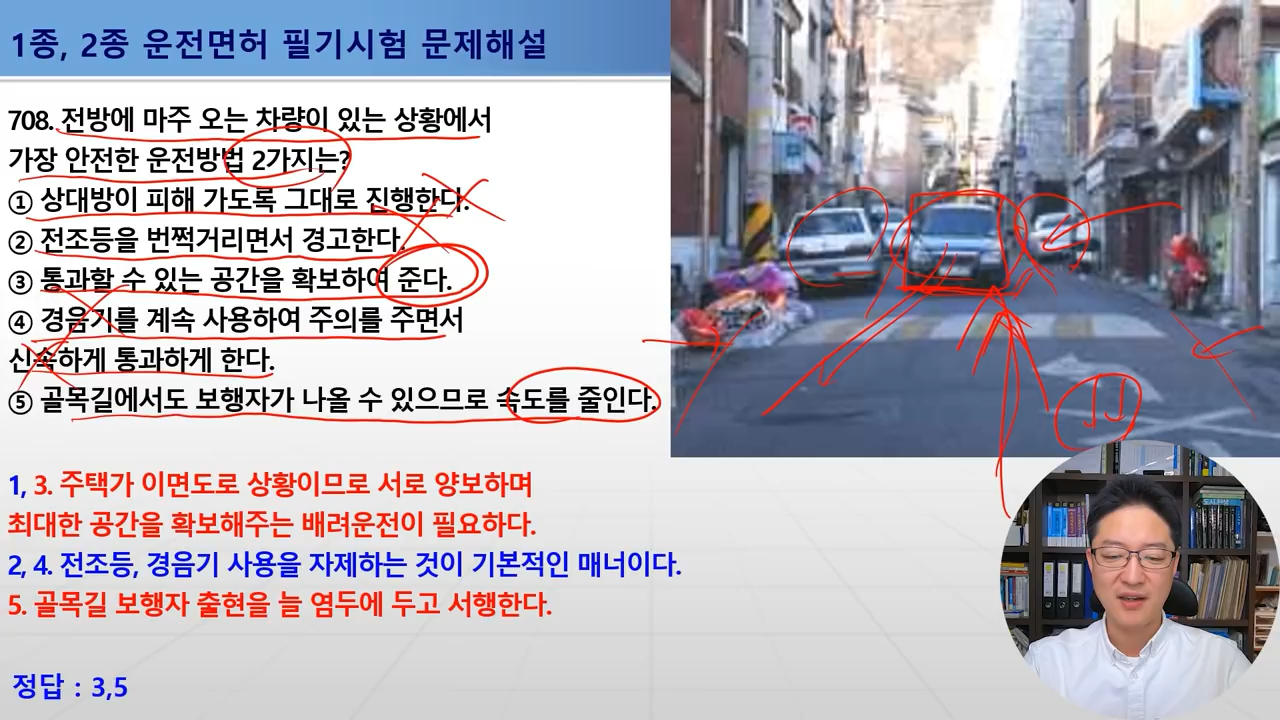 1종, 2종 운전면허 필기시험 문제해설
708. 전방에 마주 오는 차량이 있는 상황에서
가장 안전한 운전방법 2가지는?
① 상대방이 피해 가도록 그대로 진행한다.
② 전조등을 번쩍거리면서 경고한다.
③ 통과할 수 있는 공간을 확보하여 준다.
④ 경음기를 계속 사용하여 주의를 주면서
신속하게 통과하게 한다.
⑤ 골목길에서도 보행자가 나올 수 있으므로 속도를 줄인다.
1, 3. 주택가 이면도로 상황이므로 서로 양보하며
최대한 공간을 확보해주는 배려운전이 필요하다.
2, 4. 전조등, 경음기 사용을 자제하는 것이 기본적인 매너이다.
5. 골목길 보행자 출현을 늘 염두에 두고 서행한다.
정답 : 3,5